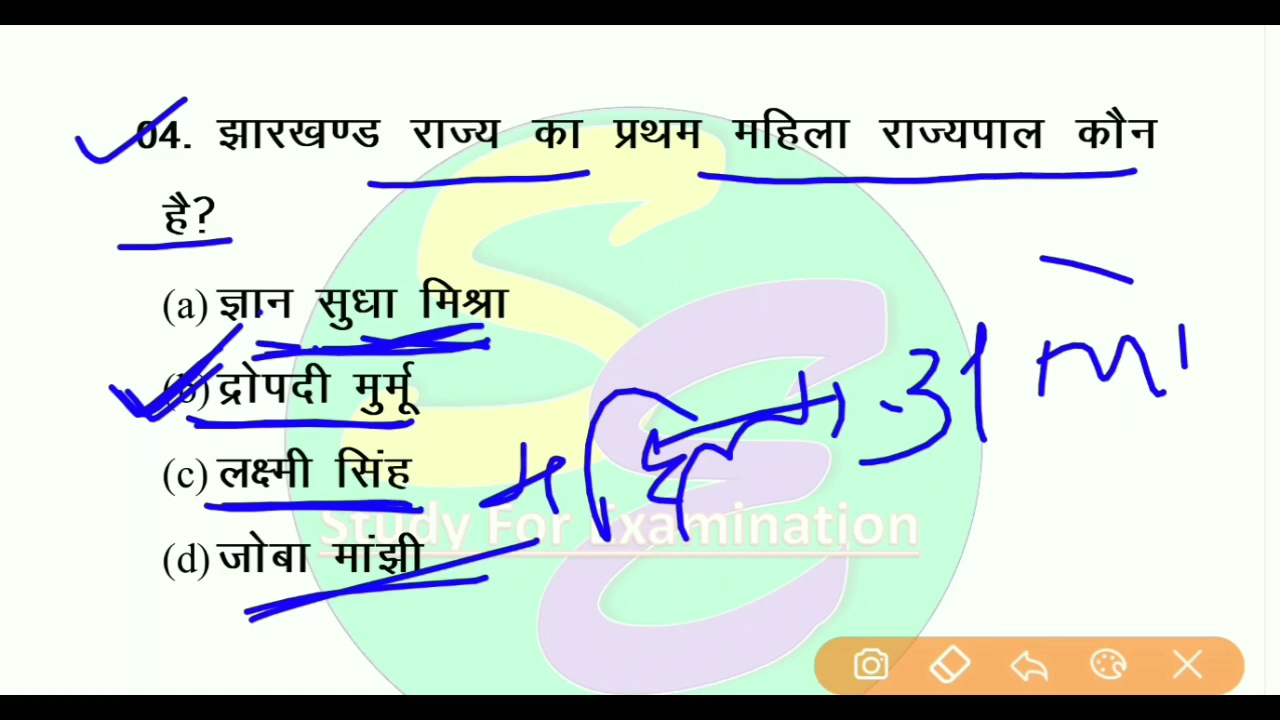 04. झारखण्ड राज्य का प्रथम महिला राज्यपाल कौन
है?
(a) ज्ञान सुधा मिश्रा
(b) द्रोपदी मुर्मू
(c) लक्ष्मी सिंह
(d) जोबा मांझी
Study For Examination